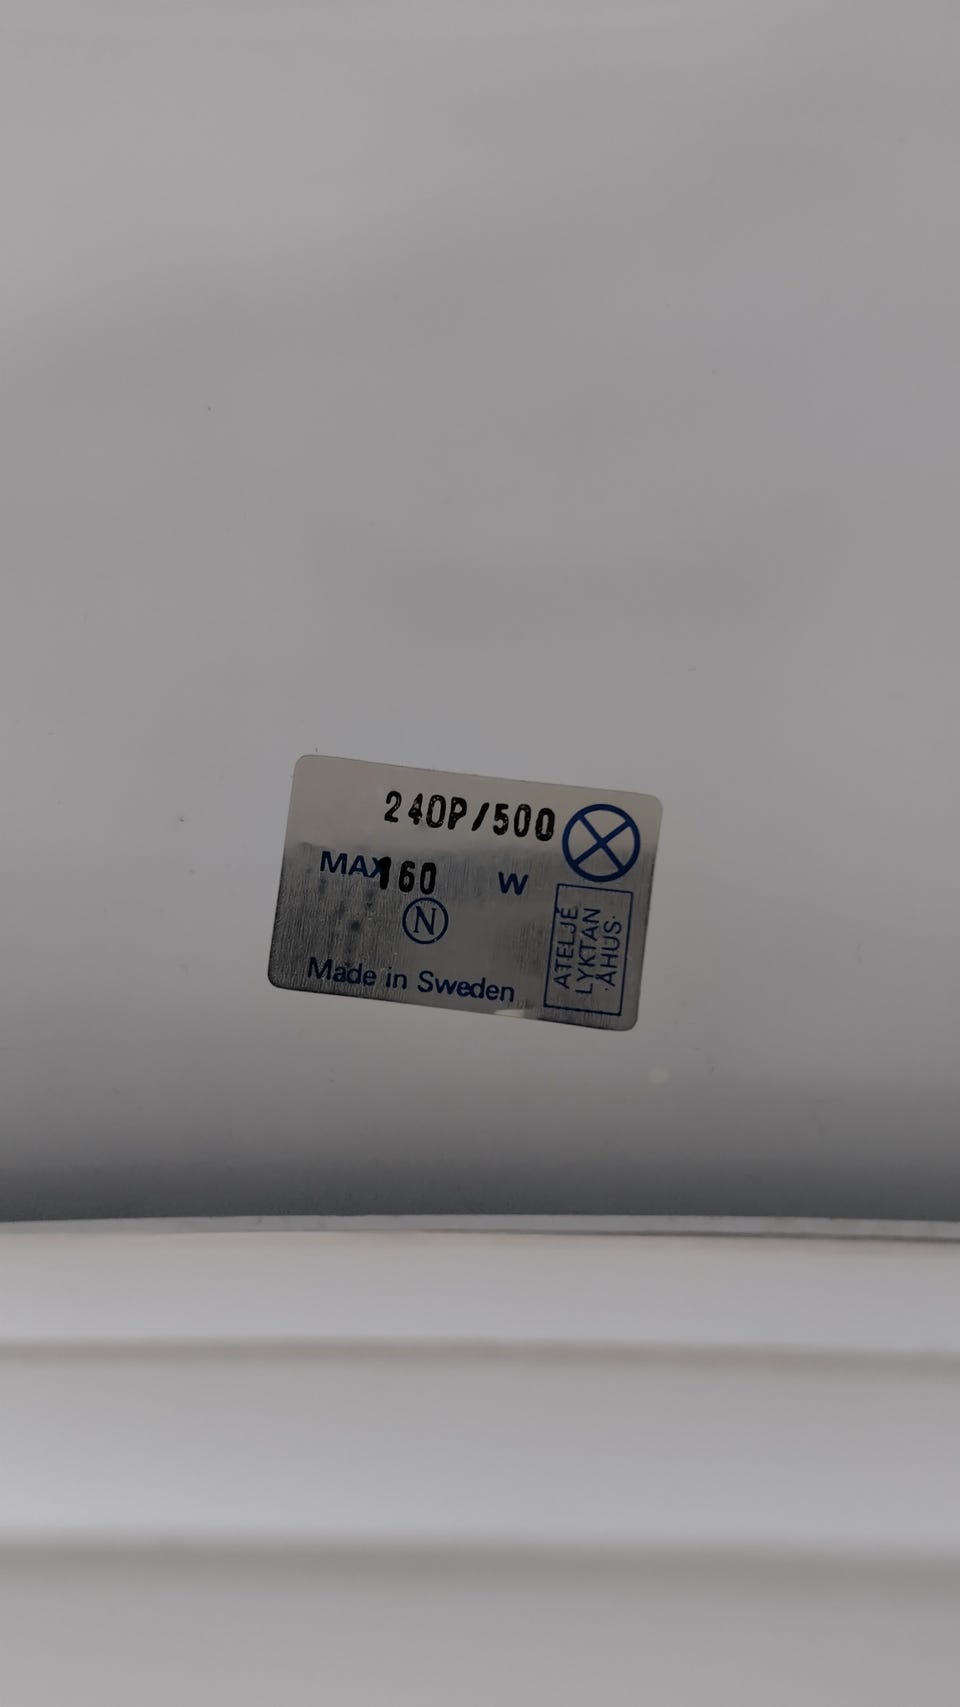 240P/500
MAX 160 W
N
Made in Sweden
ATELJÉ
LYKTAN
·ÅHUS·